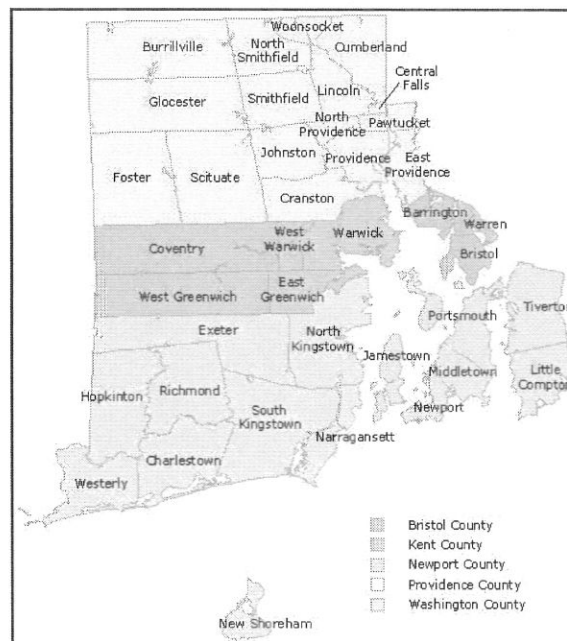 Woonsocket
Burrillville
North
Smithfield
Cumberland
Central
Falls
Glocester
Smithfield
Lincoln
North
Providence
Pawtucket
Johnston
Providence
East
Providence
Foster
Scituate
Cranston
Barrington
Warren
Coventry
West
Warwick
Warwick
Bristol
West Greenwich
East
Greenwich
Tiverton
Portsmouth
Exeter
North
Kingstown
Jamestown
Middletown
Little
Compton
Hopkinton
Richmond
South
Kingstown
Newport
Narragansett
Charlestown
Westerly
Bristol County
Kent County
Newport County
Providence County
Washington County
New Shoreham